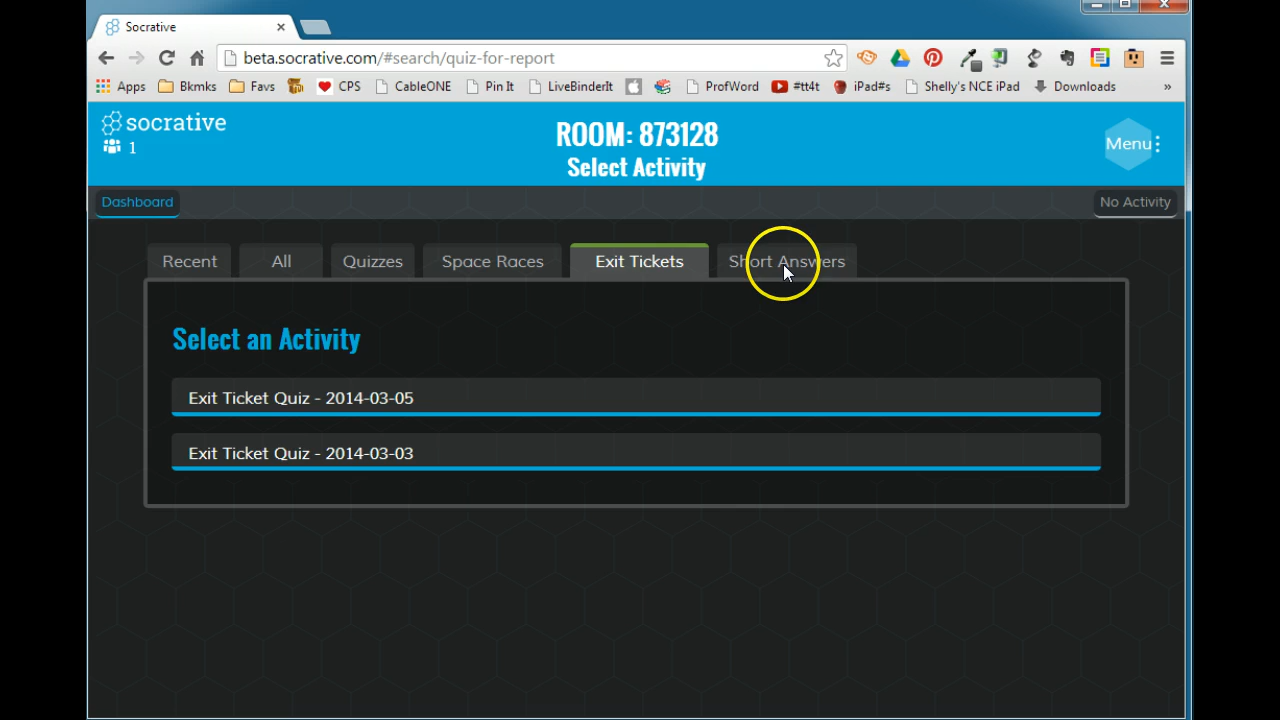 Socrative
beta.socrative.com/#search/quiz-for-report
Apps Bkmks Favs CPS CableONE Pin It LiveBinderIt ProfWord #tt4t iPad#s Shelly's NCE iPad Downloads »
socrative
1
ROOM: 873128
Select Activity
Menu
Dashboard
No Activity
Recent All Quizzes Space Races Exit Tickets Short Answers
Select an Activity
Exit Ticket Quiz - 2014-03-05
Exit Ticket Quiz - 2014-03-03